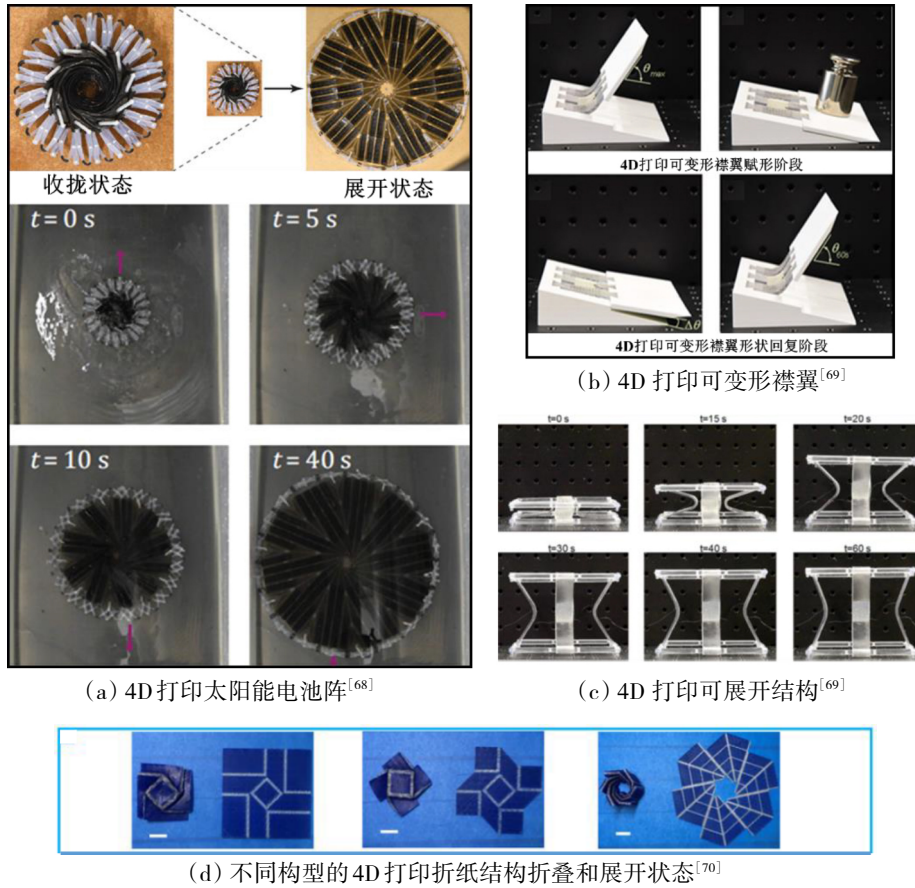 收拢状态
展开状态
t = 0 s
t = 5 s
t = 10 s
t = 40 s
(a) 4D打印太阳能电池阵[68]
θmax
4D打印可变形襟翼赋形阶段
θ60s
Δθ
4D打印可变形襟翼形状回复阶段
(b) 4D 打印可变形襟翼[69]
t=0 s
t=15 s
t=20 s
t=30 s
t=40 s
t=60 s
(c) 4D 打印可展开结构[69]
(d) 不同构型的4D打印折纸结构折叠和展开状态[70]